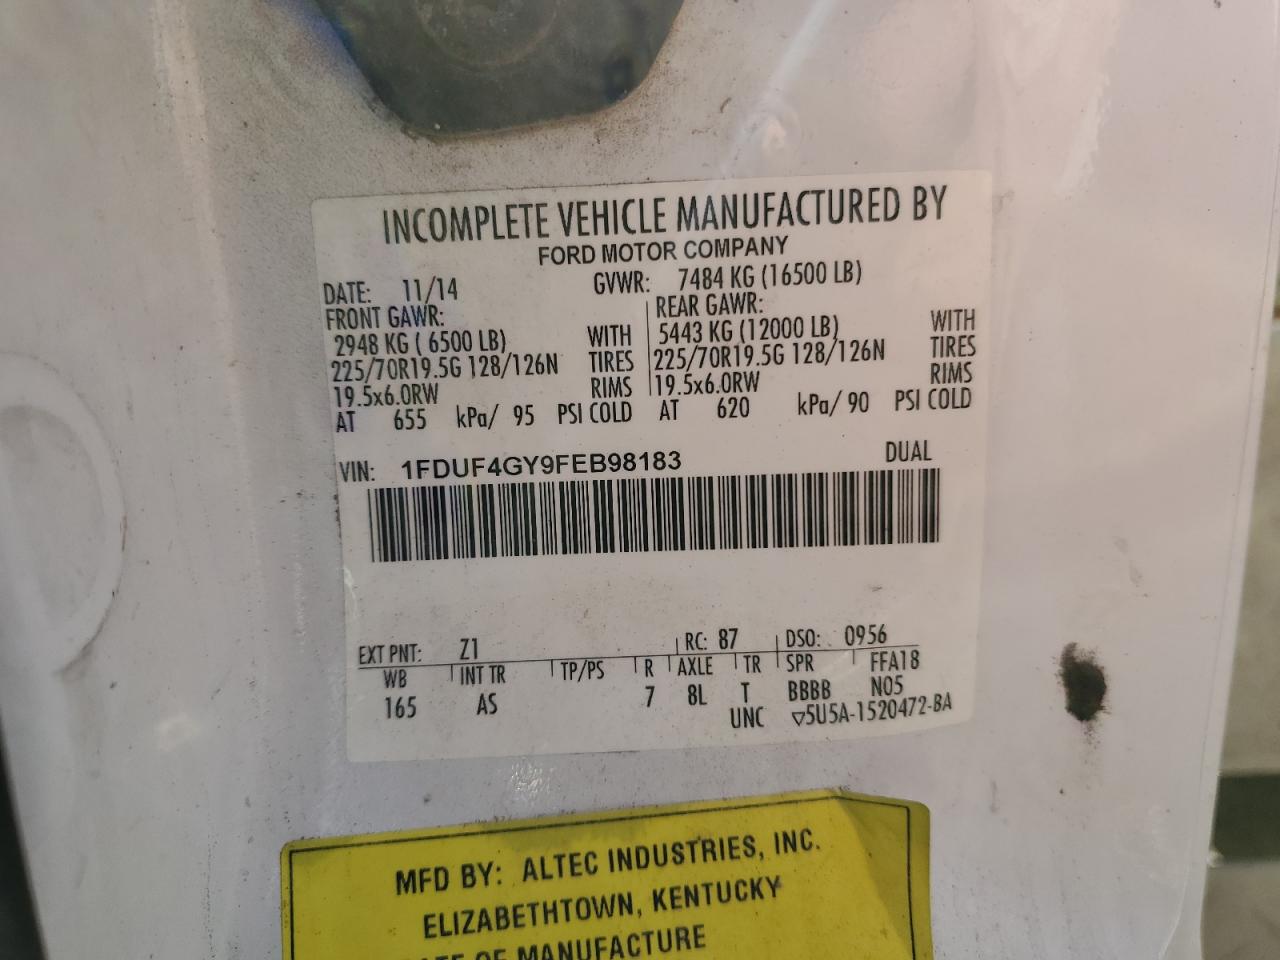 INCOMPLETE VEHICLE MANUFACTURED BY
FORD MOTOR COMPANY
DATE: 11/14 GVWR: 7484 KG (16500 LB)
FRONT GAWR: REAR GAWR:
2948 KG ( 6500 LB) WITH 5443 KG (12000 LB) WITH
225/70R19.5G 128/126N TIRES 225/70R19.5G 128/126N TIRES
19.5x6.0RW RIMS 19.5x6.0RW RIMS
AT 655 kPa/ 95 PSI COLD AT 620 kPa/ 90 PSI COLD
VIN: 1FDUF4GY9FEB98183 DUAL
EXT PNT: Z1 RC: 87 DSO: 0956
WB INT TR TP/PS R AXLE TR SPR FFA18
165 AS 7 8L T BBBB N05
UNC ▽5U5A-1520472-BA
MFD BY: ALTEC INDUSTRIES, INC.
ELIZABETHTOWN, KENTUCKY
OF MANUFACTURE